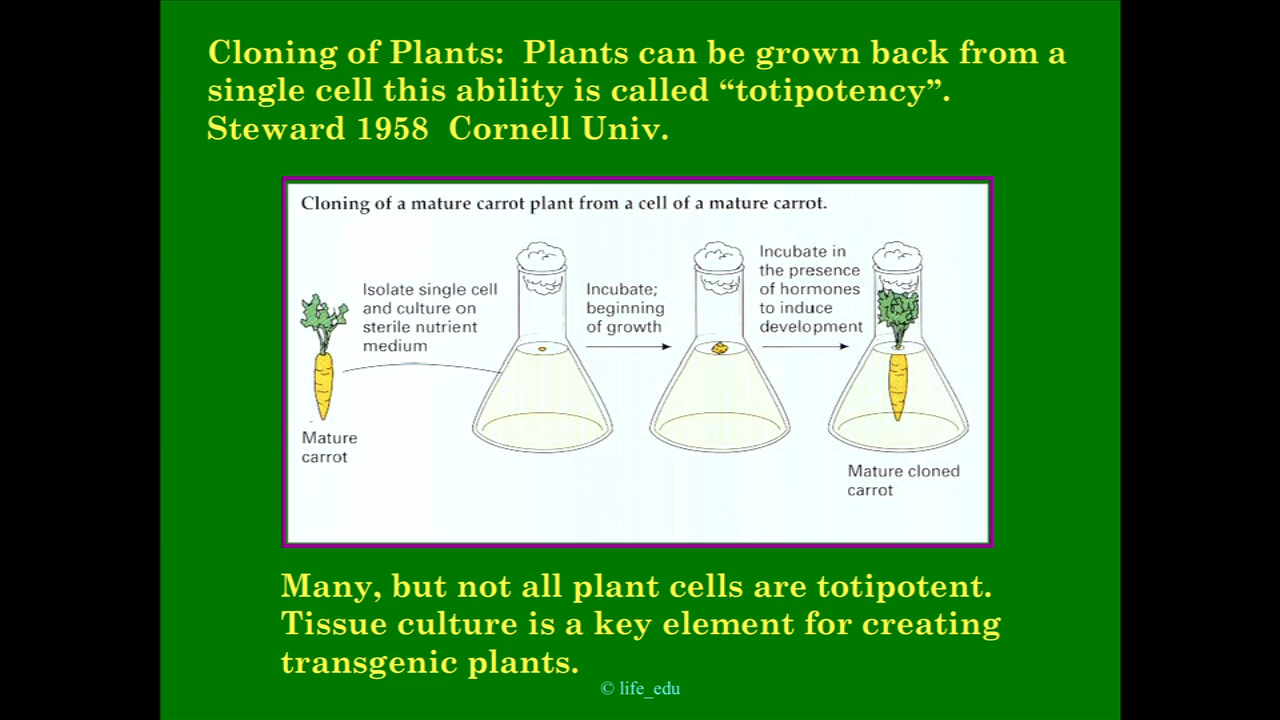 Cloning of Plants:  Plants can be grown back from a
single cell this ability is called “totipotency”.
Steward 1958  Cornell Univ.
Cloning of a mature carrot plant from a cell of a mature carrot.
Isolate single cell
and culture on
sterile nutrient
medium
Incubate;
beginning
of growth
Incubate in
the presence
of hormones
to induce
development
Mature
carrot
Mature cloned
carrot
Many, but not all plant cells are totipotent.
Tissue culture is a key element for creating
transgenic plants.
© life_edu